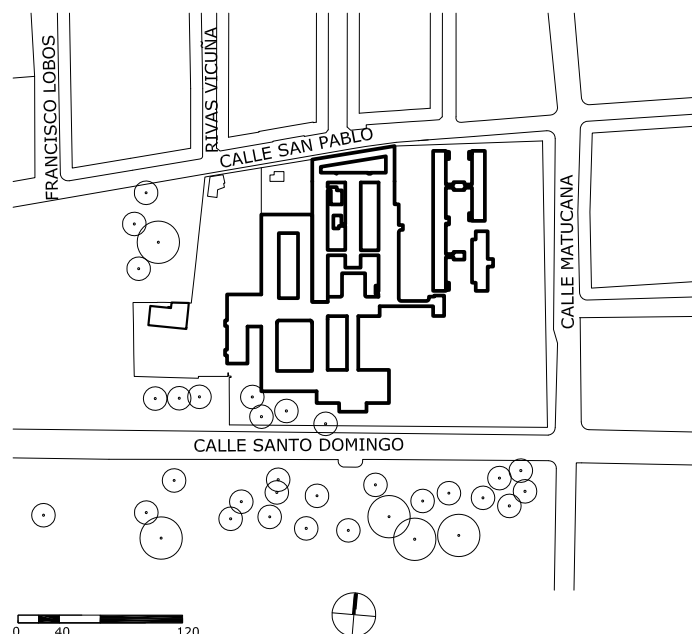 FRANCISCO LOBOS
RIVAS VICUÑA
CALLE SAN PABLO
CALLE MATUCANA
CALLE SANTO DOMINGO
0 40 120